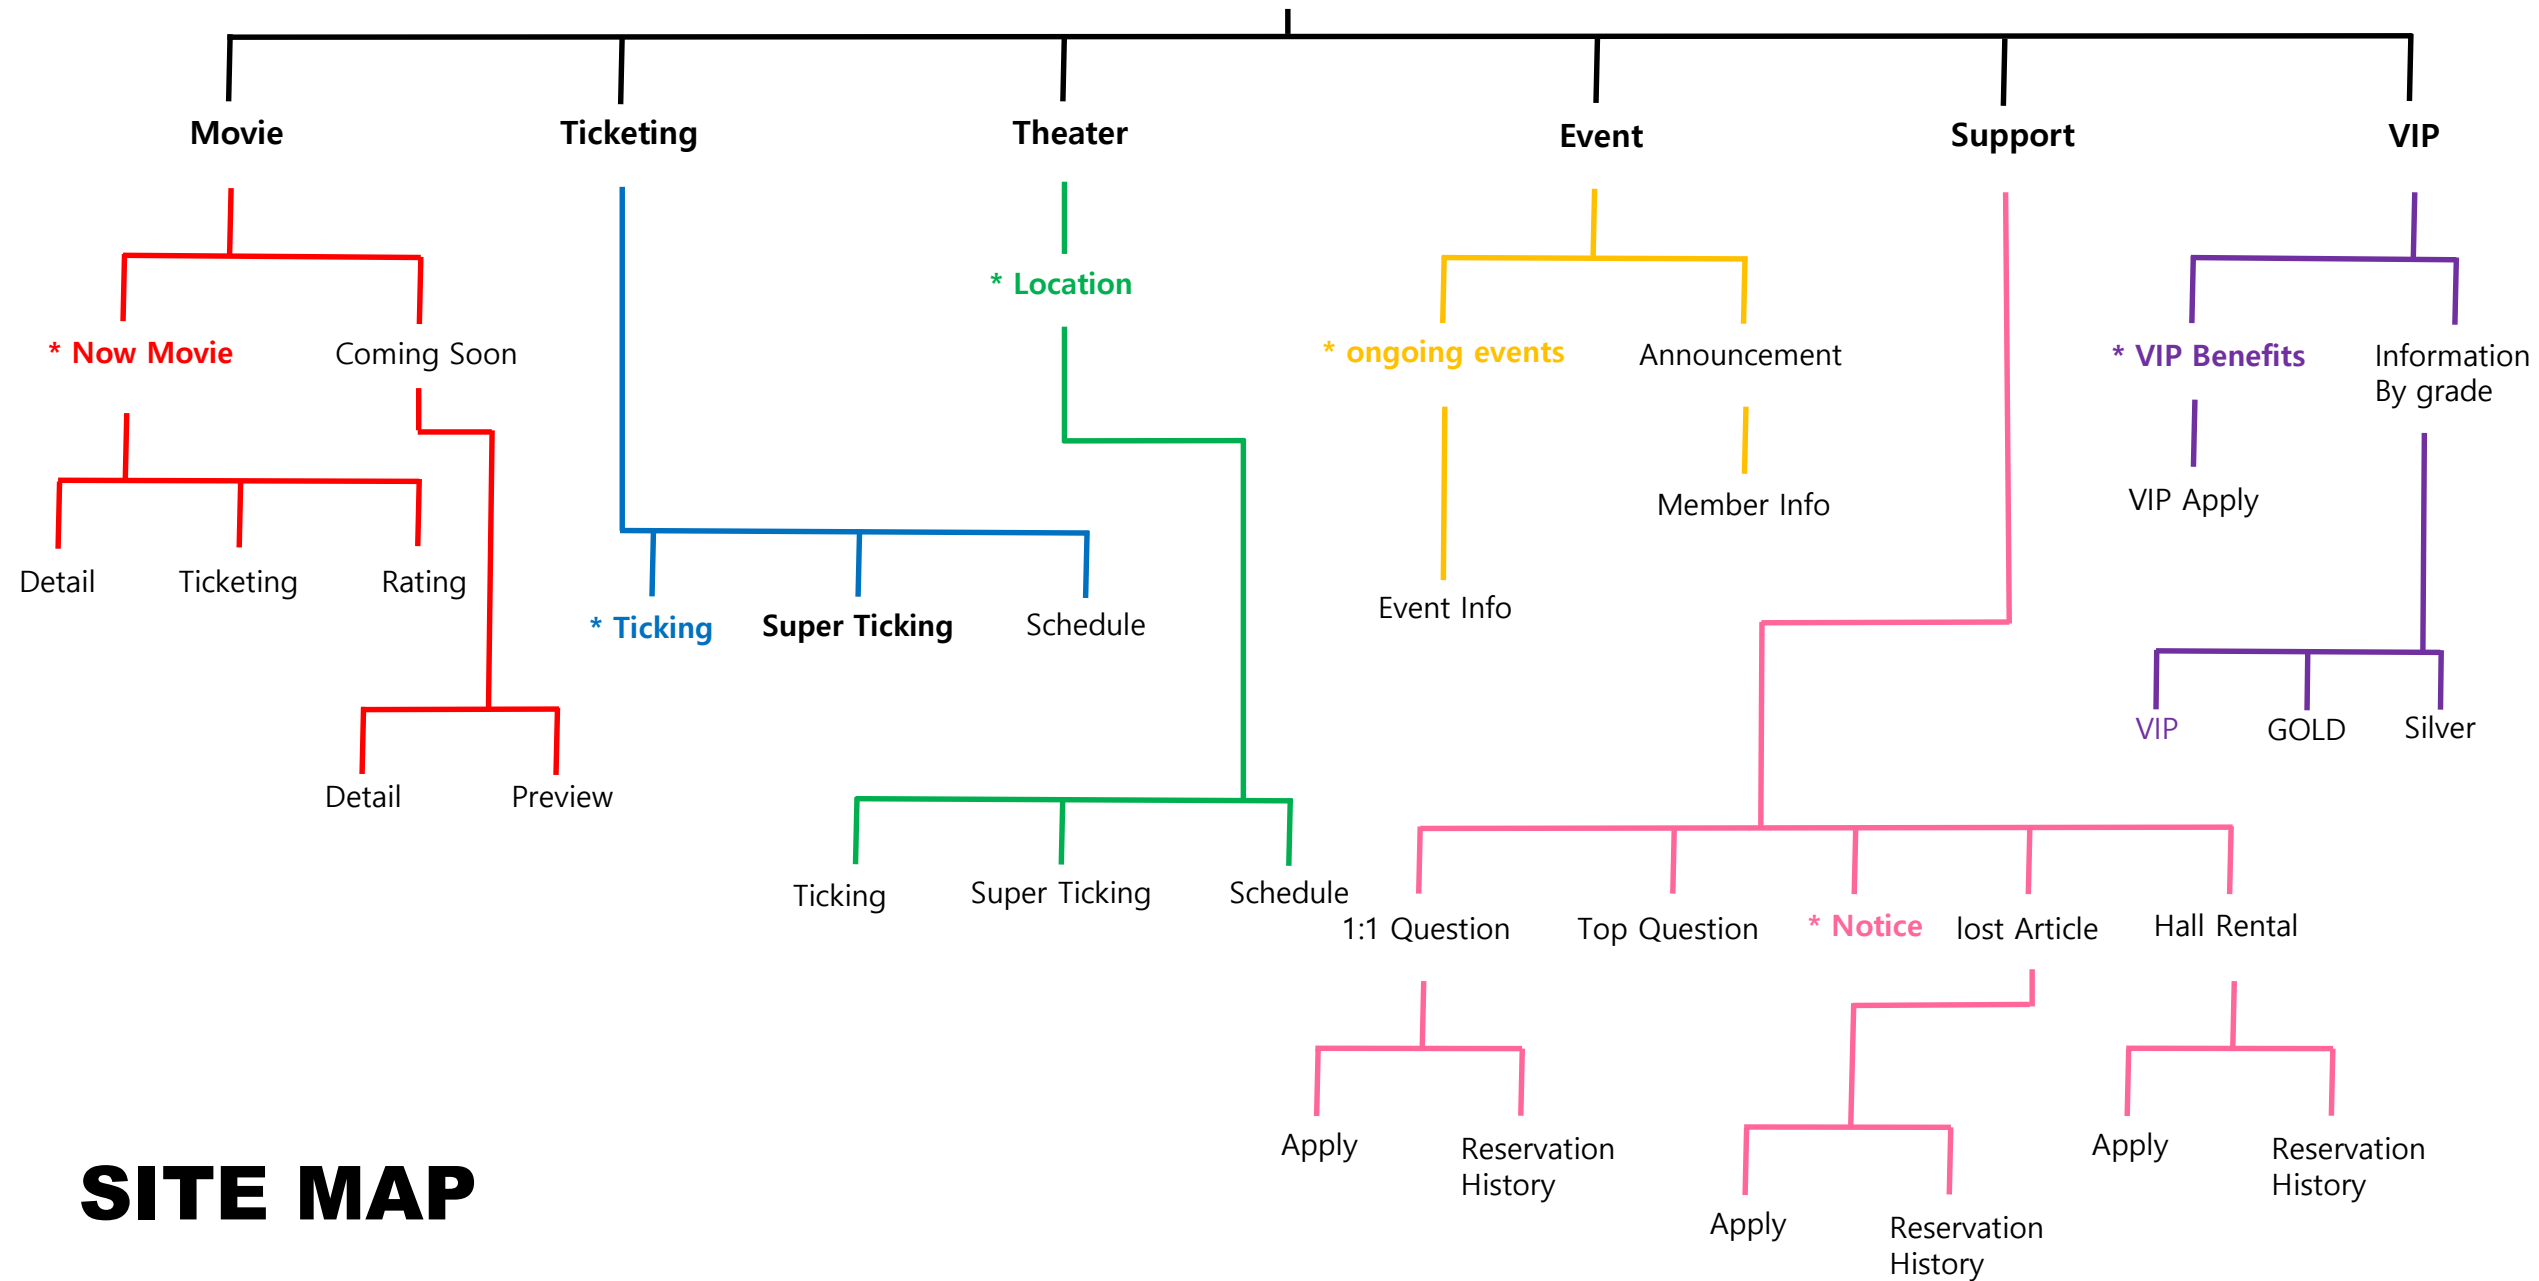 Movie
Ticketing
Theater
Event
Support
VIP
* Location
* Now Movie
Coming Soon
* ongoing events
Announcement
* VIP Benefits
Information
By grade
VIP Apply
Member Info
Detail
Ticketing
Rating
Event Info
* Ticking
Super Ticking
Schedule
VIP
GOLD
Silver
Detail
Preview
Ticking
Super Ticking
Schedule
1:1 Question
Top Question
* Notice
lost Article
Hall Rental
Apply
Reservation
History
Apply
Reservation
History
Apply
Reservation
History
SITE MAP